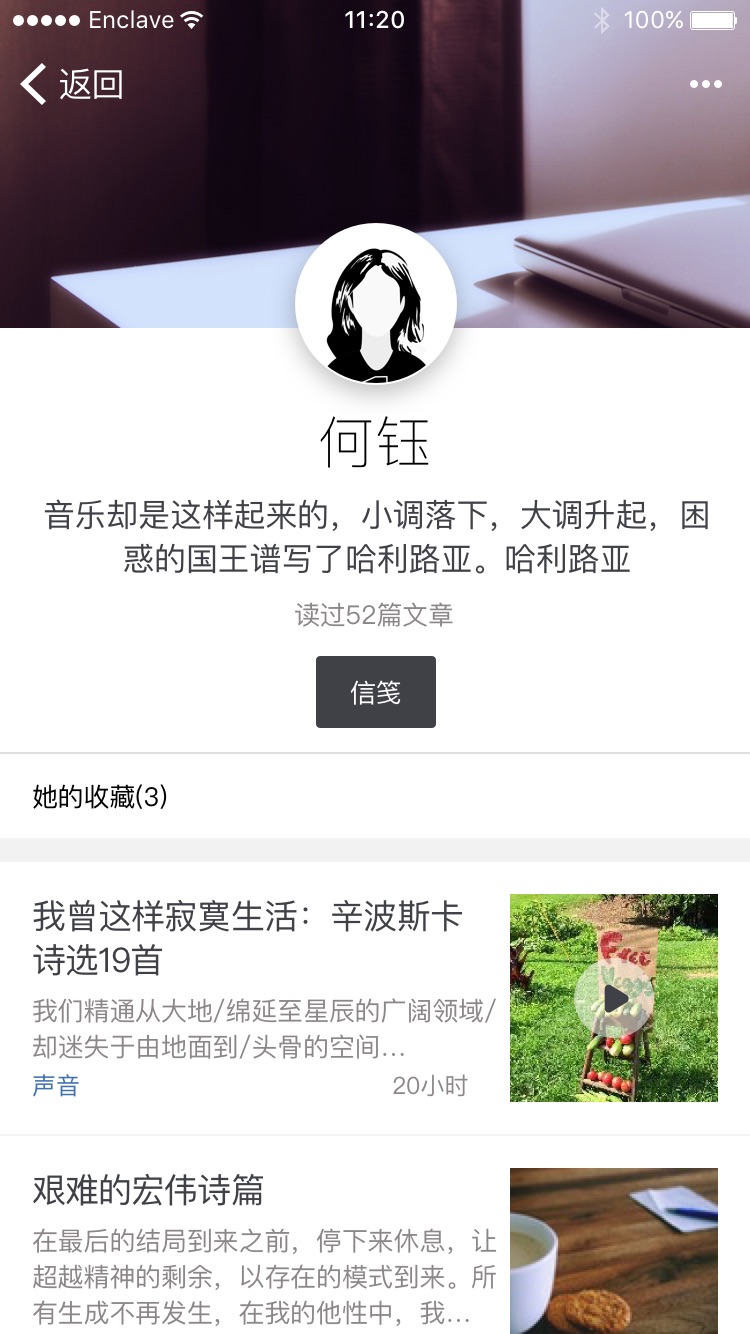 Enclave 11:20 100%
返回
何钰
音乐却是这样起来的，小调落下，大调升起，困
惑的国王谱写了哈利路亚。哈利路亚
读过52篇文章
信笺
她的收藏(3)
我曾这样寂寞生活：辛波斯卡
诗选19首
我们精通从大地/绵延至星辰的广阔领域/
却迷失于由地面到/头骨的空间...
声音 20小时
Free
艰难的宏伟诗篇
在最后的结局到来之前，停下来休息，让
超越精神的剩余，以存在的模式到来。所
有生成不再发生，在我的他性中，我...